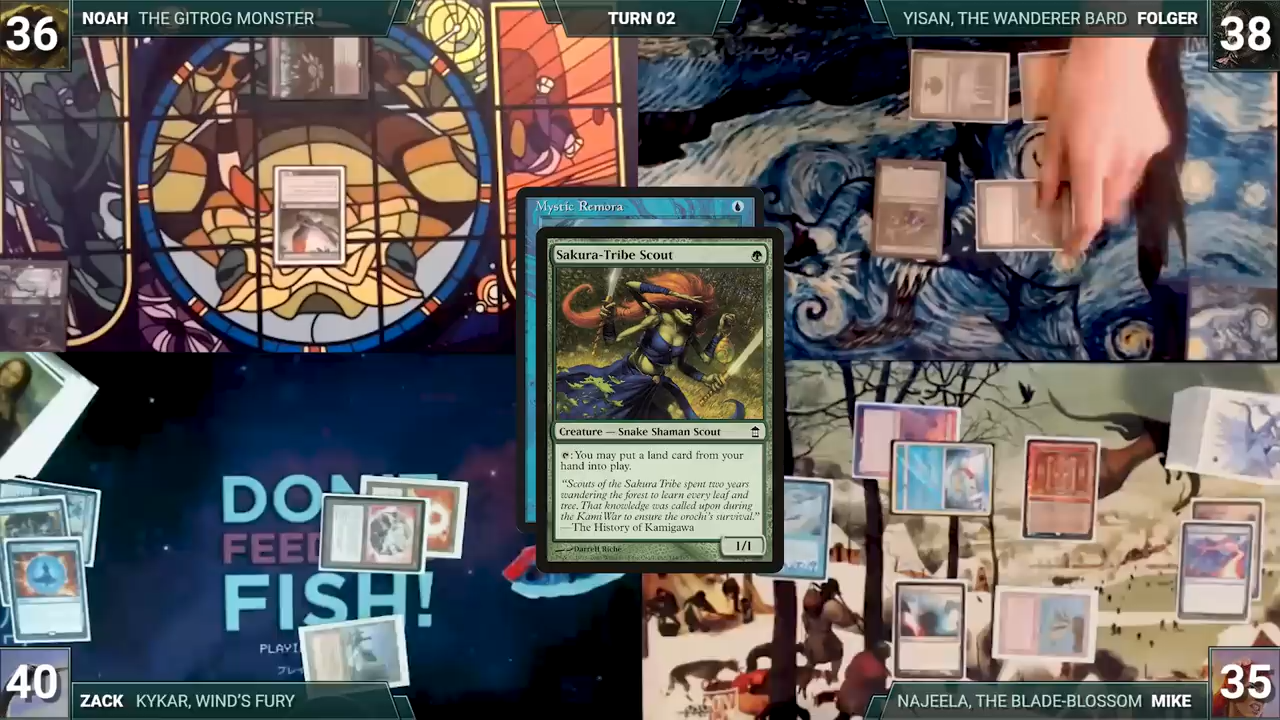 36
NOAH THE GITROG MONSTER
TURN 02
YISAN, THE WANDERER BARD FOLGER
38
Mystic Remora
Sakura-Tribe Scout
Creature — Snake Shaman Scout
: You may put a land card from your
hand into play.
"Scouts of the Sakura Tribe spent two years
wandering the forest to learn every leaf and
tree. That knowledge was called upon during
the Kami War to ensure the orochi's survival."
—The History of Kamigawa
1/1
Darrell Riche
FISH!
40
ZACK KYKAR, WIND'S FURY
NAJEELA, THE BLADE-BLOSSOM MIKE
35